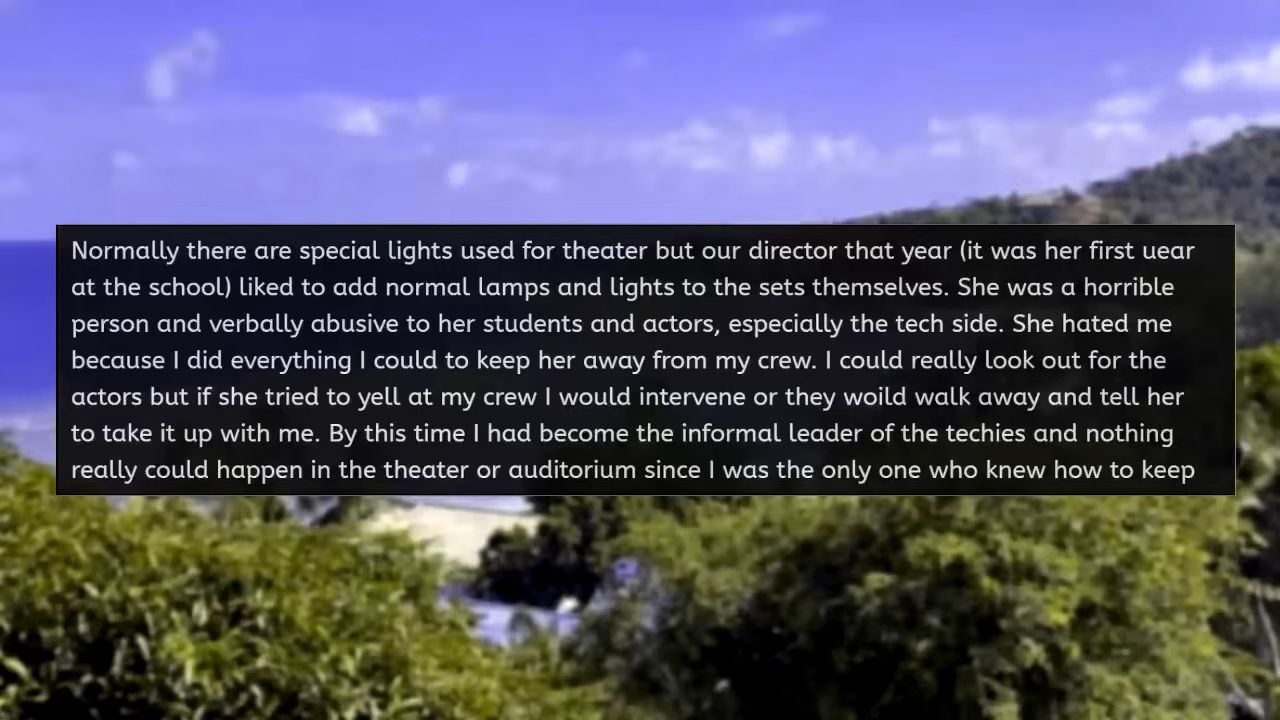 Normally there are special lights used for theater but our director that year (it was her first uear
at the school) liked to add normal lamps and lights to the sets themselves. She was a horrible
person and verbally abusive to her students and actors, especially the tech side. She hated me
because I did everything I could to keep her away from my crew. I could really look out for the
actors but if she tried to yell at my crew I would intervene or they woild walk away and tell her
to take it up with me. By this time I had become the informal leader of the techies and nothing
really could happen in the theater or auditorium since I was the only one who knew how to keep